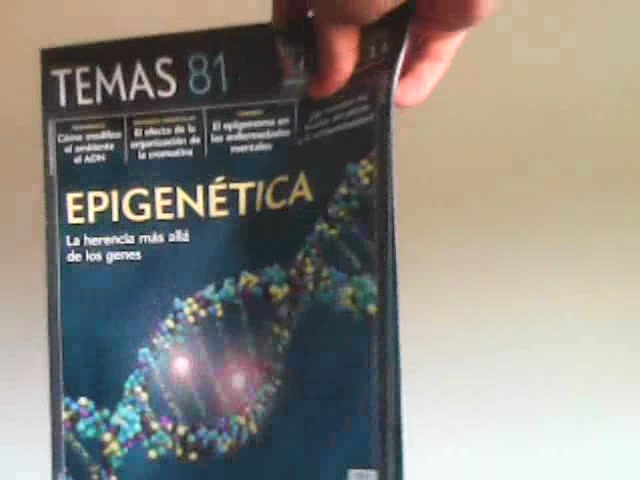 TEMAS 81
Cómo modifica
el ambiente
el ADN
El efecto de la
organización de
la cromatina
El epigenoma en
las enfermedades
mentales
EPIGENÉTICA
La herencia más allá
de los genes